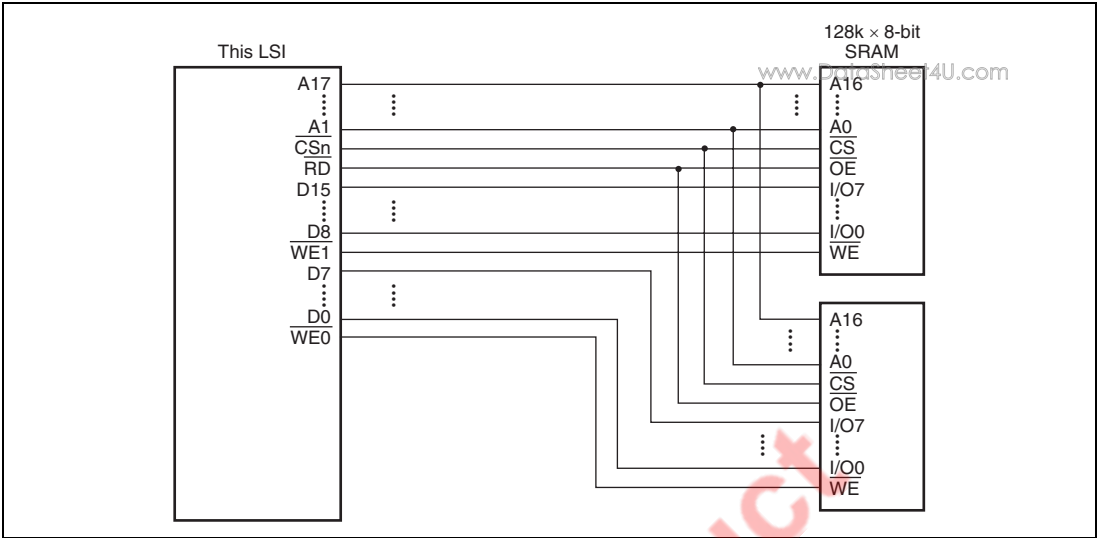 This LSI
A17
A1
CSn
RD
D15
D8
WE1
D7
D0
WE0
128k × 8-bit
SRAM
www.DataSheet4U.com
A16
A0
CS
OE
I/O7
I/O0
WE
A16
A0
CS
OE
I/O7
I/O0
WE
uct